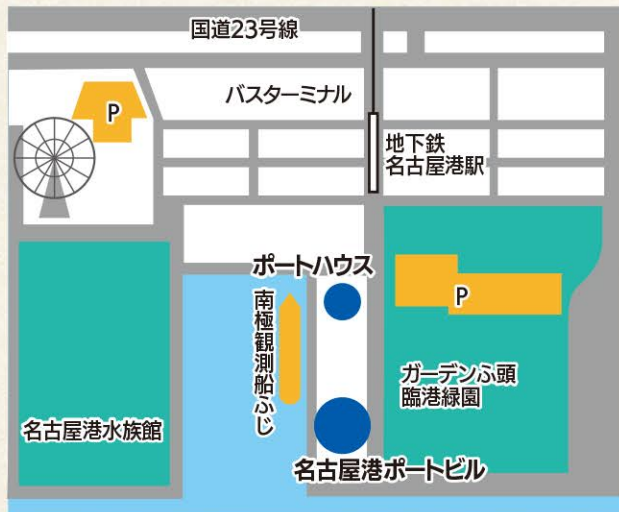 国道23号線
バスターミナル
P
地下鉄
名古屋港駅
ポートハウス
P
南極観測船ふじ
ガーデンふ頭
臨港緑園
名古屋港水族館
名古屋港ポートビル